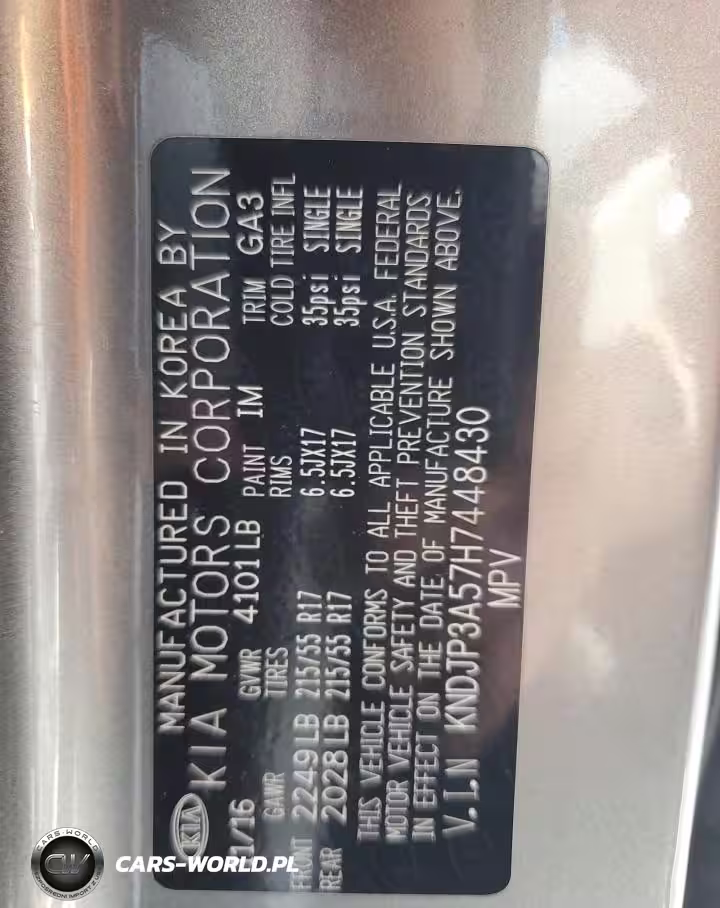 MANUFACTURED IN KOREA BY
KIA KIA MOTORS CORPORATION
1/16 GVWR 4101LB PAINT IM TRIM GA3
GAWR TIRES RIMS COLD TIRE INFL
FRONT 2249LB 215/55 R17 6.5JX17 35psi SINGLE
REAR 2028LB 215/55 R17 6.5JX17 35psi SINGLE
THIS VEHICLE CONFORMS TO ALL APPLICABLE U.S.A. FEDERAL
MOTOR VEHICLE SAFETY AND THEFT PREVENTION STANDARDS
IN EFFECT ON THE DATE OF MANUFACTURE SHOWN ABOVE.
V.I.N KNDJP3A57H7448430
MPV
CARS-WORLD
CW
CARS-WORLD.PL